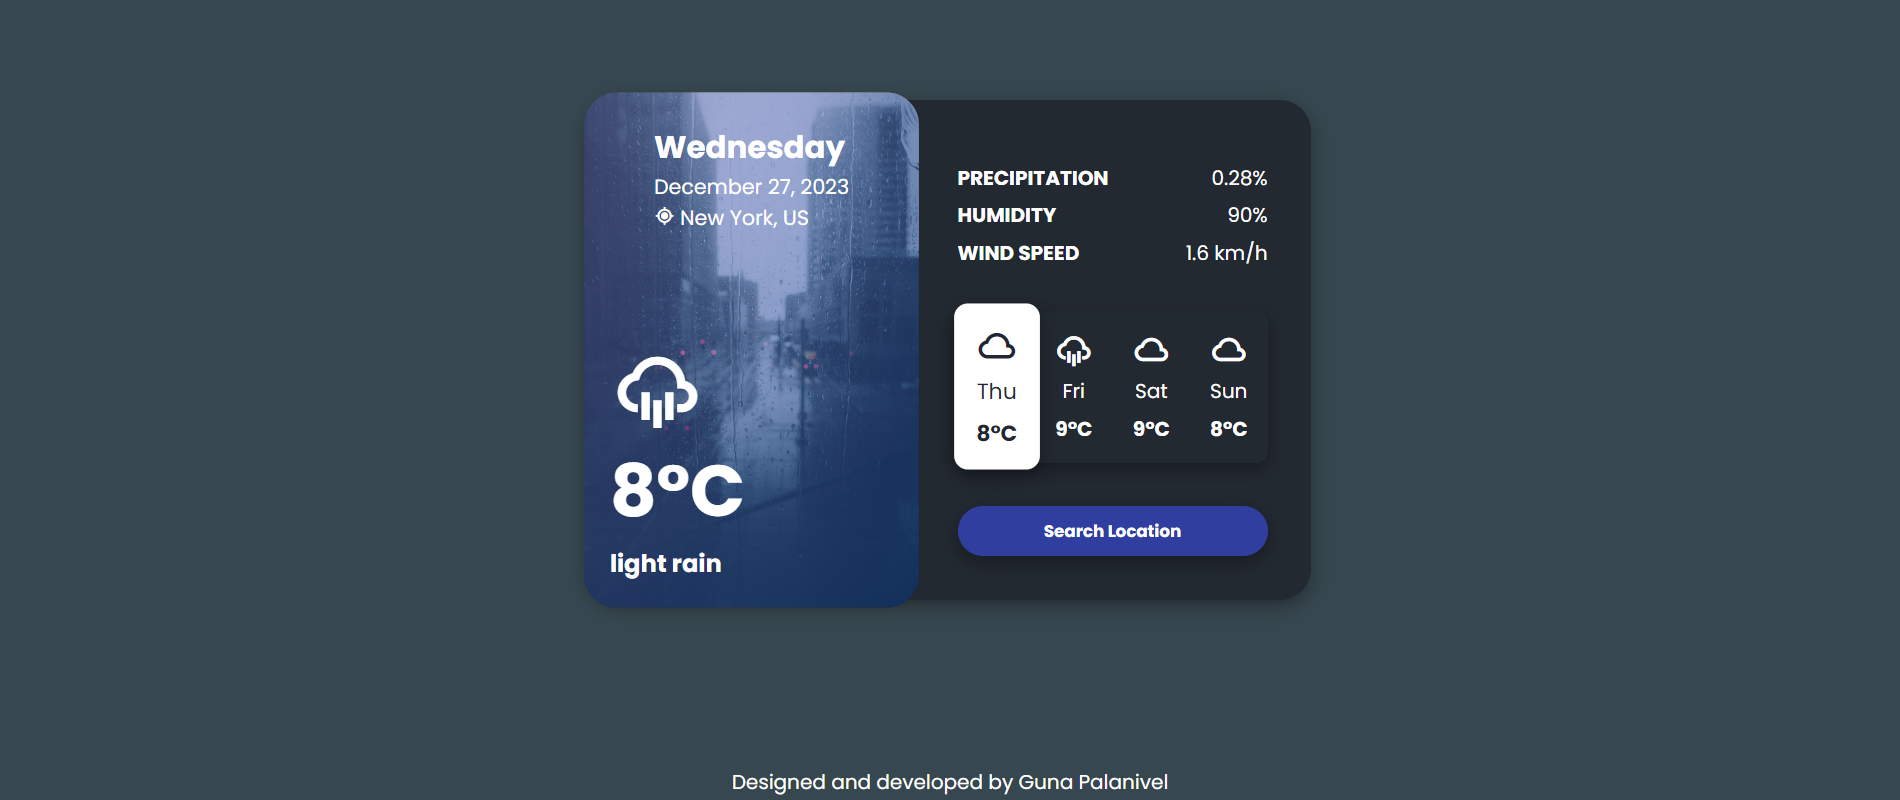 Wednesday
December 27, 2023
New York, US
8°C
light rain
PRECIPITATION 0.28%
HUMIDITY 90%
WIND SPEED 1.6 km/h
Thu Fri Sat Sun
8°C 9°C 9°C 8°C
Search Location
Designed and developed by Guna Palanivel